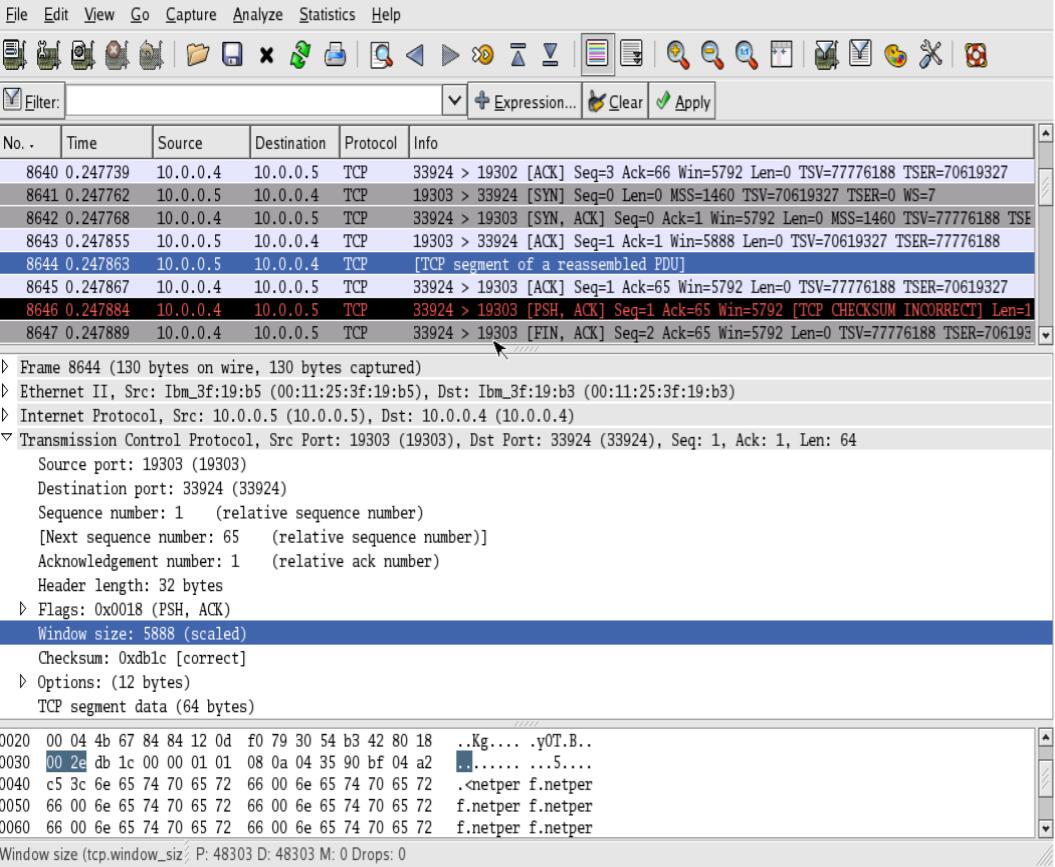 File Edit View Go Capture Analyze Statistics Help
Filter: Expression... Clear Apply
No. . Time Source Destination Protocol Info
8640 0.247739 10.0.0.4 10.0.0.5 TCP 33924 > 19302 [ACK] Seq=3 Ack=66 Win=5792 Len=0 TSV=77776188 TSER=70619327
8641 0.247762 10.0.0.5 10.0.0.4 TCP 19303 > 33924 [SYN] Seq=0 Len=0 MSS=1460 TSV=70619327 TSER=0 WS=7
8642 0.247768 10.0.0.4 10.0.0.5 TCP 33924 > 19303 [SYN, ACK] Seq=0 Ack=1 Win=5792 Len=0 MSS=1460 TSV=77776188 TSE
8643 0.247855 10.0.0.5 10.0.0.4 TCP 19303 > 33924 [ACK] Seq=1 Ack=1 Win=5888 Len=0 TSV=70619327 TSER=77776188
8644 0.247863 10.0.0.5 10.0.0.4 TCP [TCP segment of a reassembled PDU]
8645 0.247867 10.0.0.4 10.0.0.5 TCP 33924 > 19303 [ACK] Seq=1 Ack=65 Win=5792 Len=0 TSV=77776188 TSER=70619327
8646 0.247884 10.0.0.4 10.0.0.5 TCP 33924 > 19303 [PSH, ACK] Seq=1 Ack=65 Win=5792 [TCP CHECKSUM INCORRECT] Len=1
8647 0.247889 10.0.0.4 10.0.0.5 TCP 33924 > 19303 [FIN, ACK] Seq=2 Ack=65 Win=5792 Len=0 TSV=77776188 TSER=706193
Frame 8644 (130 bytes on wire, 130 bytes captured)
Ethernet II, Src: Ibm_3f:19:b5 (00:11:25:3f:19:b5), Dst: Ibm_3f:19:b3 (00:11:25:3f:19:b3)
Internet Protocol, Src: 10.0.0.5 (10.0.0.5), Dst: 10.0.0.4 (10.0.0.4)
Transmission Control Protocol, Src Port: 19303 (19303), Dst Port: 33924 (33924), Seq: 1, Ack: 1, Len: 64
Source port: 19303 (19303)
Destination port: 33924 (33924)
Sequence number: 1 (relative sequence number)
[Next sequence number: 65 (relative sequence number)]
Acknowledgement number: 1 (relative ack number)
Header length: 32 bytes
Flags: 0x0018 (PSH, ACK)
Window size: 5888 (scaled)
Checksum: 0xdb1c [correct]
Options: (12 bytes)
TCP segment data (64 bytes)
0020 00 04 4b 67 84 84 12 0d f0 79 30 54 b3 42 80 18 ..Kg.... .y0T.B..
0030 00 2e db 1c 00 00 01 01 08 0a 04 35 90 bf 04 a2 ........ ...5....
0040 c5 3c 6e 65 74 70 65 72 66 00 6e 65 74 70 65 72 .<netper f.netper
0050 66 00 6e 65 74 70 65 72 66 00 6e 65 74 70 65 72 f.netper f.netper
0060 66 00 6e 65 74 70 65 72 66 00 6e 65 74 70 65 72 f.netper f.netper
Window size (tcp.window_siz P: 48303 D: 48303 M: 0 Drops: 0